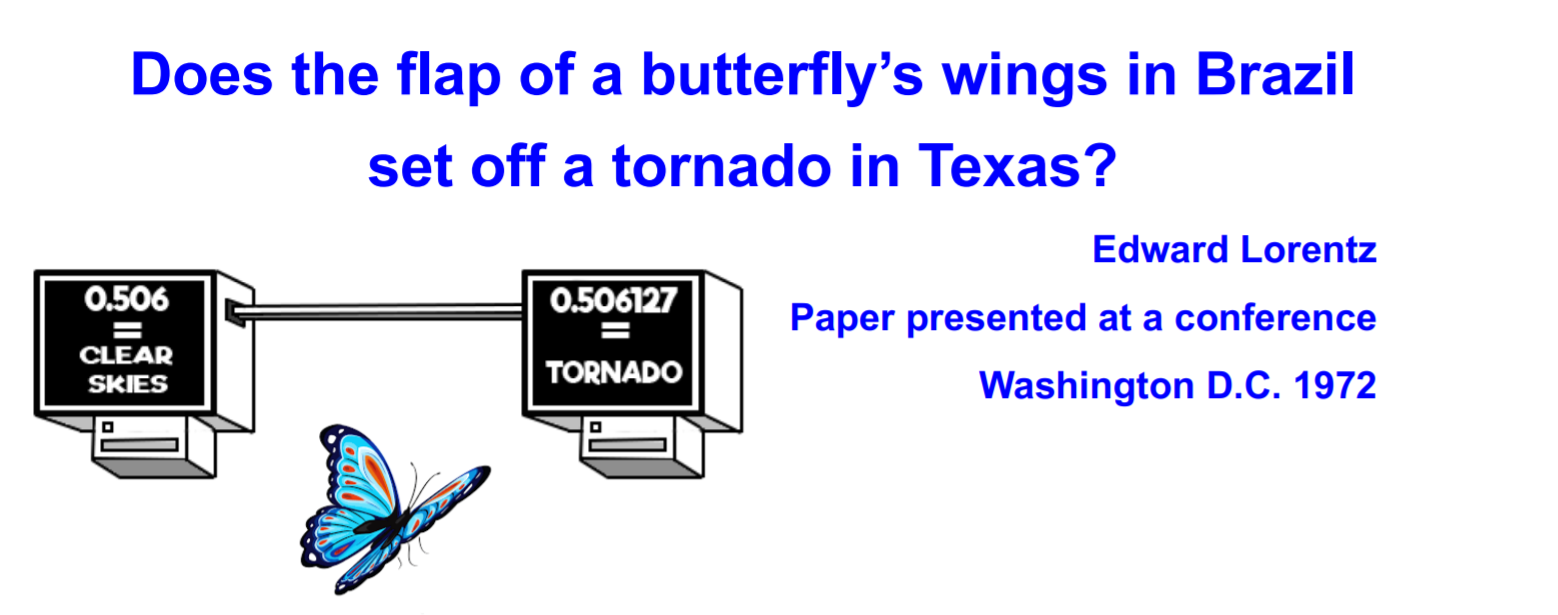 Does the flap of a butterfly’s wings in Brazil
set off a tornado in Texas?
Edward Lorentz
Paper presented at a conference
Washington D.C. 1972
0.506
=
CLEAR
SKIES
0.506127
=
TORNADO